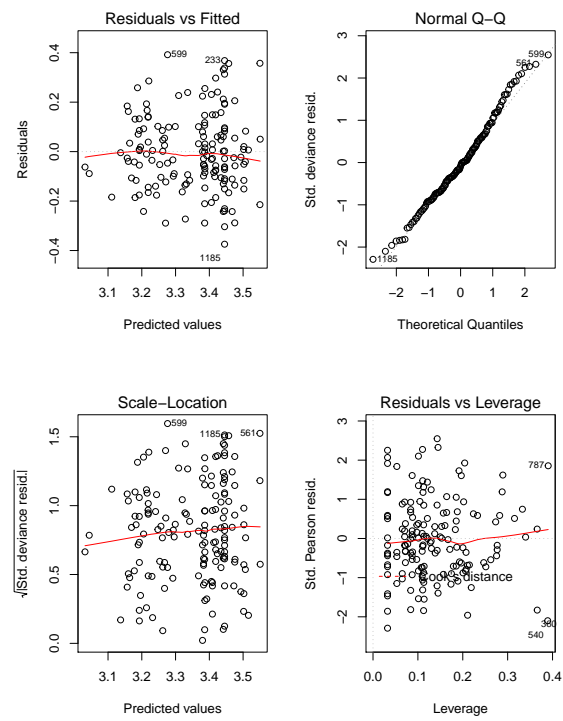 Residuals vs Fitted
Residuals
0.4
0.2
0.0
−0.2
−0.4
599
233
1185
3.1 3.2 3.3 3.4 3.5
Predicted values
Normal Q−Q
Std. deviance resid.
3
2
1
0
−1
−2
599
561
1185
−2 −1 0 1 2
Theoretical Quantiles
Scale−Location
√|Std. deviance resid.|
1.5
1.0
0.5
0.0
599
1185
561
3.1 3.2 3.3 3.4 3.5
Predicted values
Residuals vs Leverage
Std. Pearson resid.
3
2
1
0
−1
−2
787
Cook's distance
360
540
0.0 0.1 0.2 0.3 0.4
Leverage